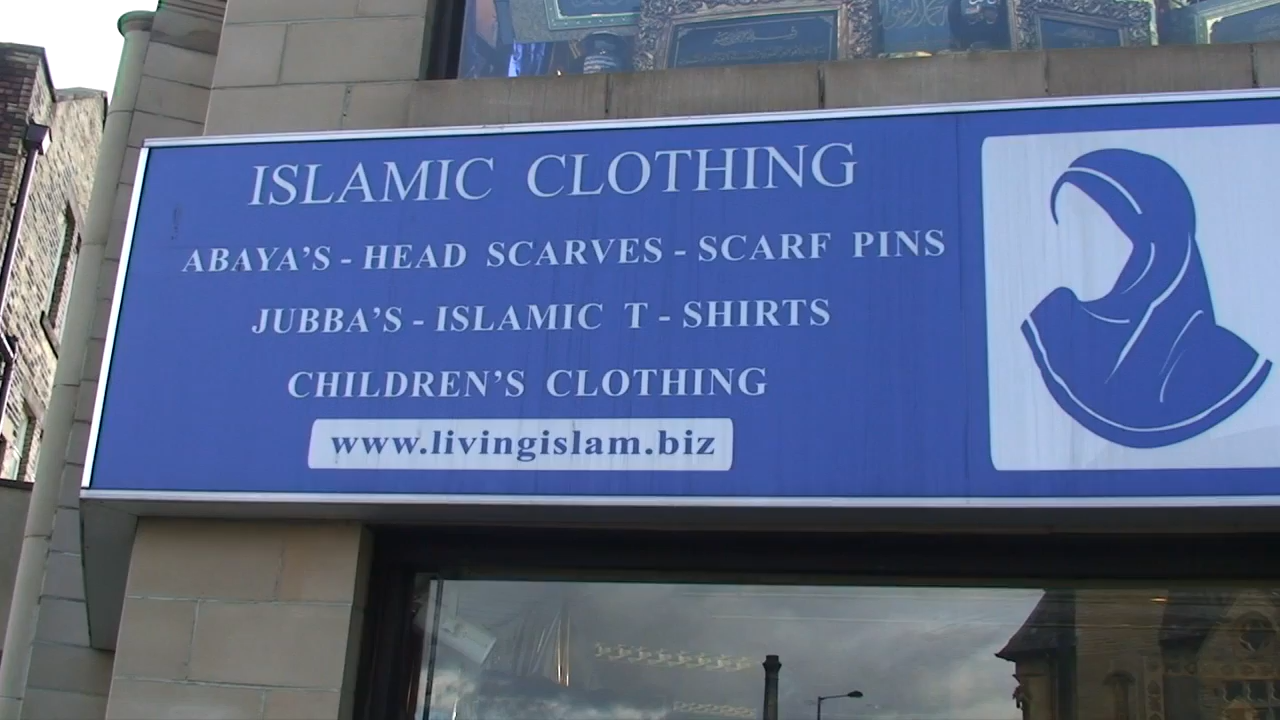 ISLAMIC CLOTHING
ABAYA'S - HEAD SCARVES - SCARF PINS
JUBBA'S - ISLAMIC T - SHIRTS
CHILDREN'S CLOTHING
www.livingislam.biz